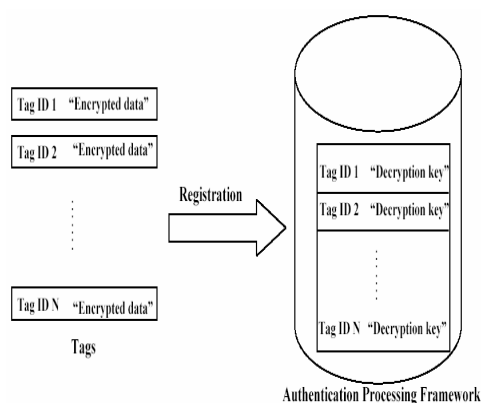 Tag ID 1 “Encrypted data”
Tag ID 2 “Encrypted data”
Tag ID N “Encrypted data”
Tags
Registration
Tag ID 1 “Decryption key”
Tag ID 2 “Decryption key”
Tag ID N “Decryption key”
Authentication Processing Framework